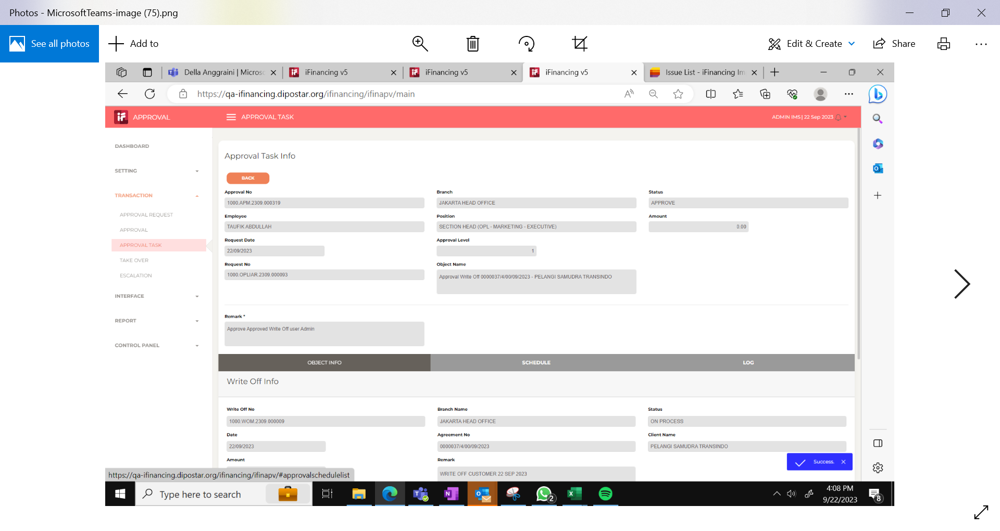 Photos - MicrosoftTeams-image (75).png
See all photos
Add to
Edit & Create
Share
Della Anggraini | Microsc
iFinancing v5
iFinancing v5
iFinancing v5
Issue List - iFinancing Im
https://qa-ifinancing.dipostar.org/ifinancing/ifinapv/main
iF APPROVAL
APPROVAL TASK
ADMIN IMS | 22 Sep 2023
DASHBOARD
SETTING
TRANSACTION
APPROVAL REQUEST
APPROVAL
APPROVAL TASK
TAKE OVER
ESCALATION
INTERFACE
REPORT
CONTROL PANEL
Approval Task Info
BACK
Approval No
Branch
Status
1000.APM.2309.000319
JAKARTA HEAD OFFICE
APPROVE
Employee
Position
Amount
TAUFIK ABDULLAH
SECTION HEAD (OPL - MARKETING - EXECUTIVE)
0.00
Request Date
Approval Level
22/09/2023
1
Request No
Object Name
1000.OPLIAR.2309.000093
Approval Write Off 0000037/4/00/09/2023 - PELANGI SAMUDRA TRANSINDO
Remark *
Approve Approved Write Off user Admin
OBJECT INFO
SCHEDULE
LOG
Write Off Info
Write Off No
Branch Name
Status
1000.WOM.2309.000009
JAKARTA HEAD OFFICE
ON PROCESS
Date
Agreement No
Client Name
22/09/2023
0000037/4/00/09/2023
PELANGI SAMUDRA TRANSINDO
Amount
Remark
WRITE OFF CUSTOMER 22 SEP 2023
Success.
https://qa-ifinancing.dipostar.org/ifinancing/ifinapv/#approvalschedulelist
Type here to search
2
4:08 PM
9/22/2023
8